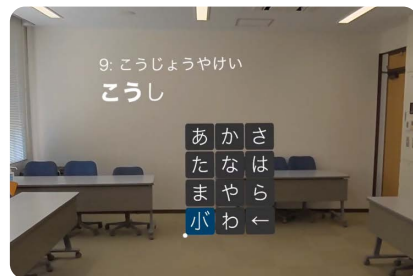 9: こうじょうやけい
こうし
あ か さ
た な は
ま や ら
小゛ わ ←